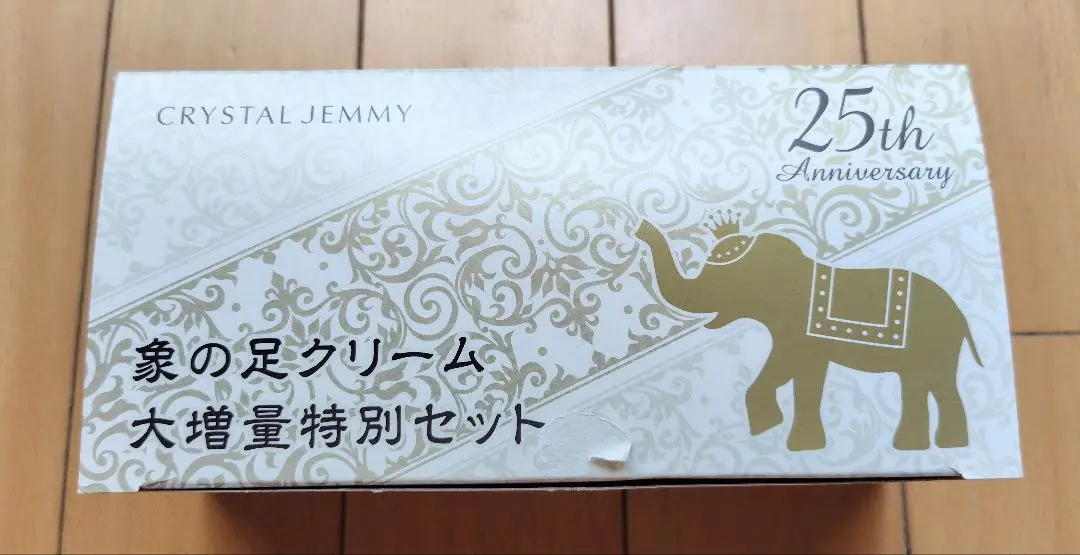 CRYSTAL JEMMY
25th
Anniversary
象の足クリーム
大増量特別セット